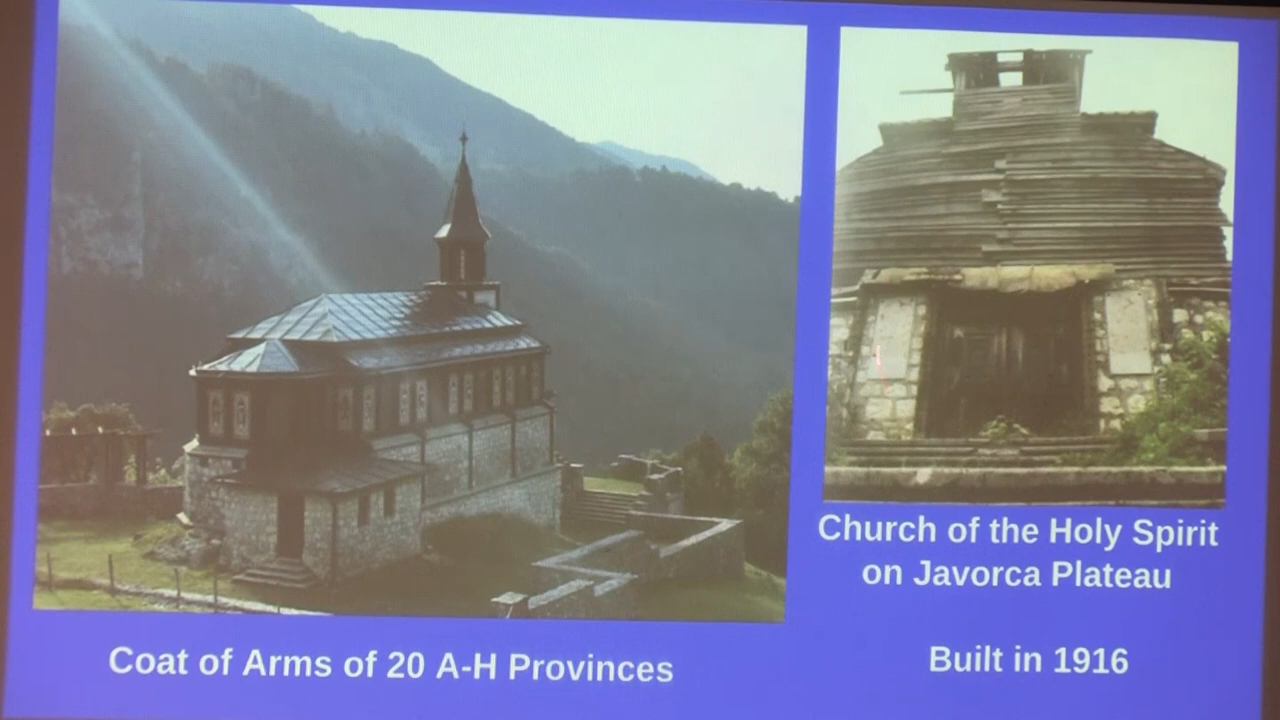 Church of the Holy Spirit
on Javorca Plateau
Coat of Arms of 20 A-H Provinces
Built in 1916